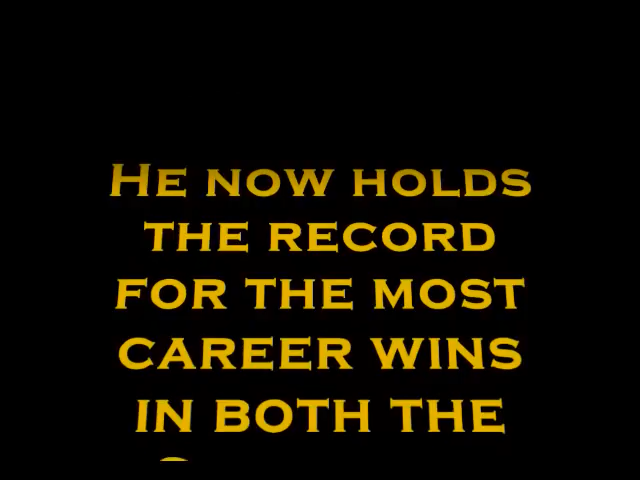 He now holds
the record
for the most
career wins
in both the